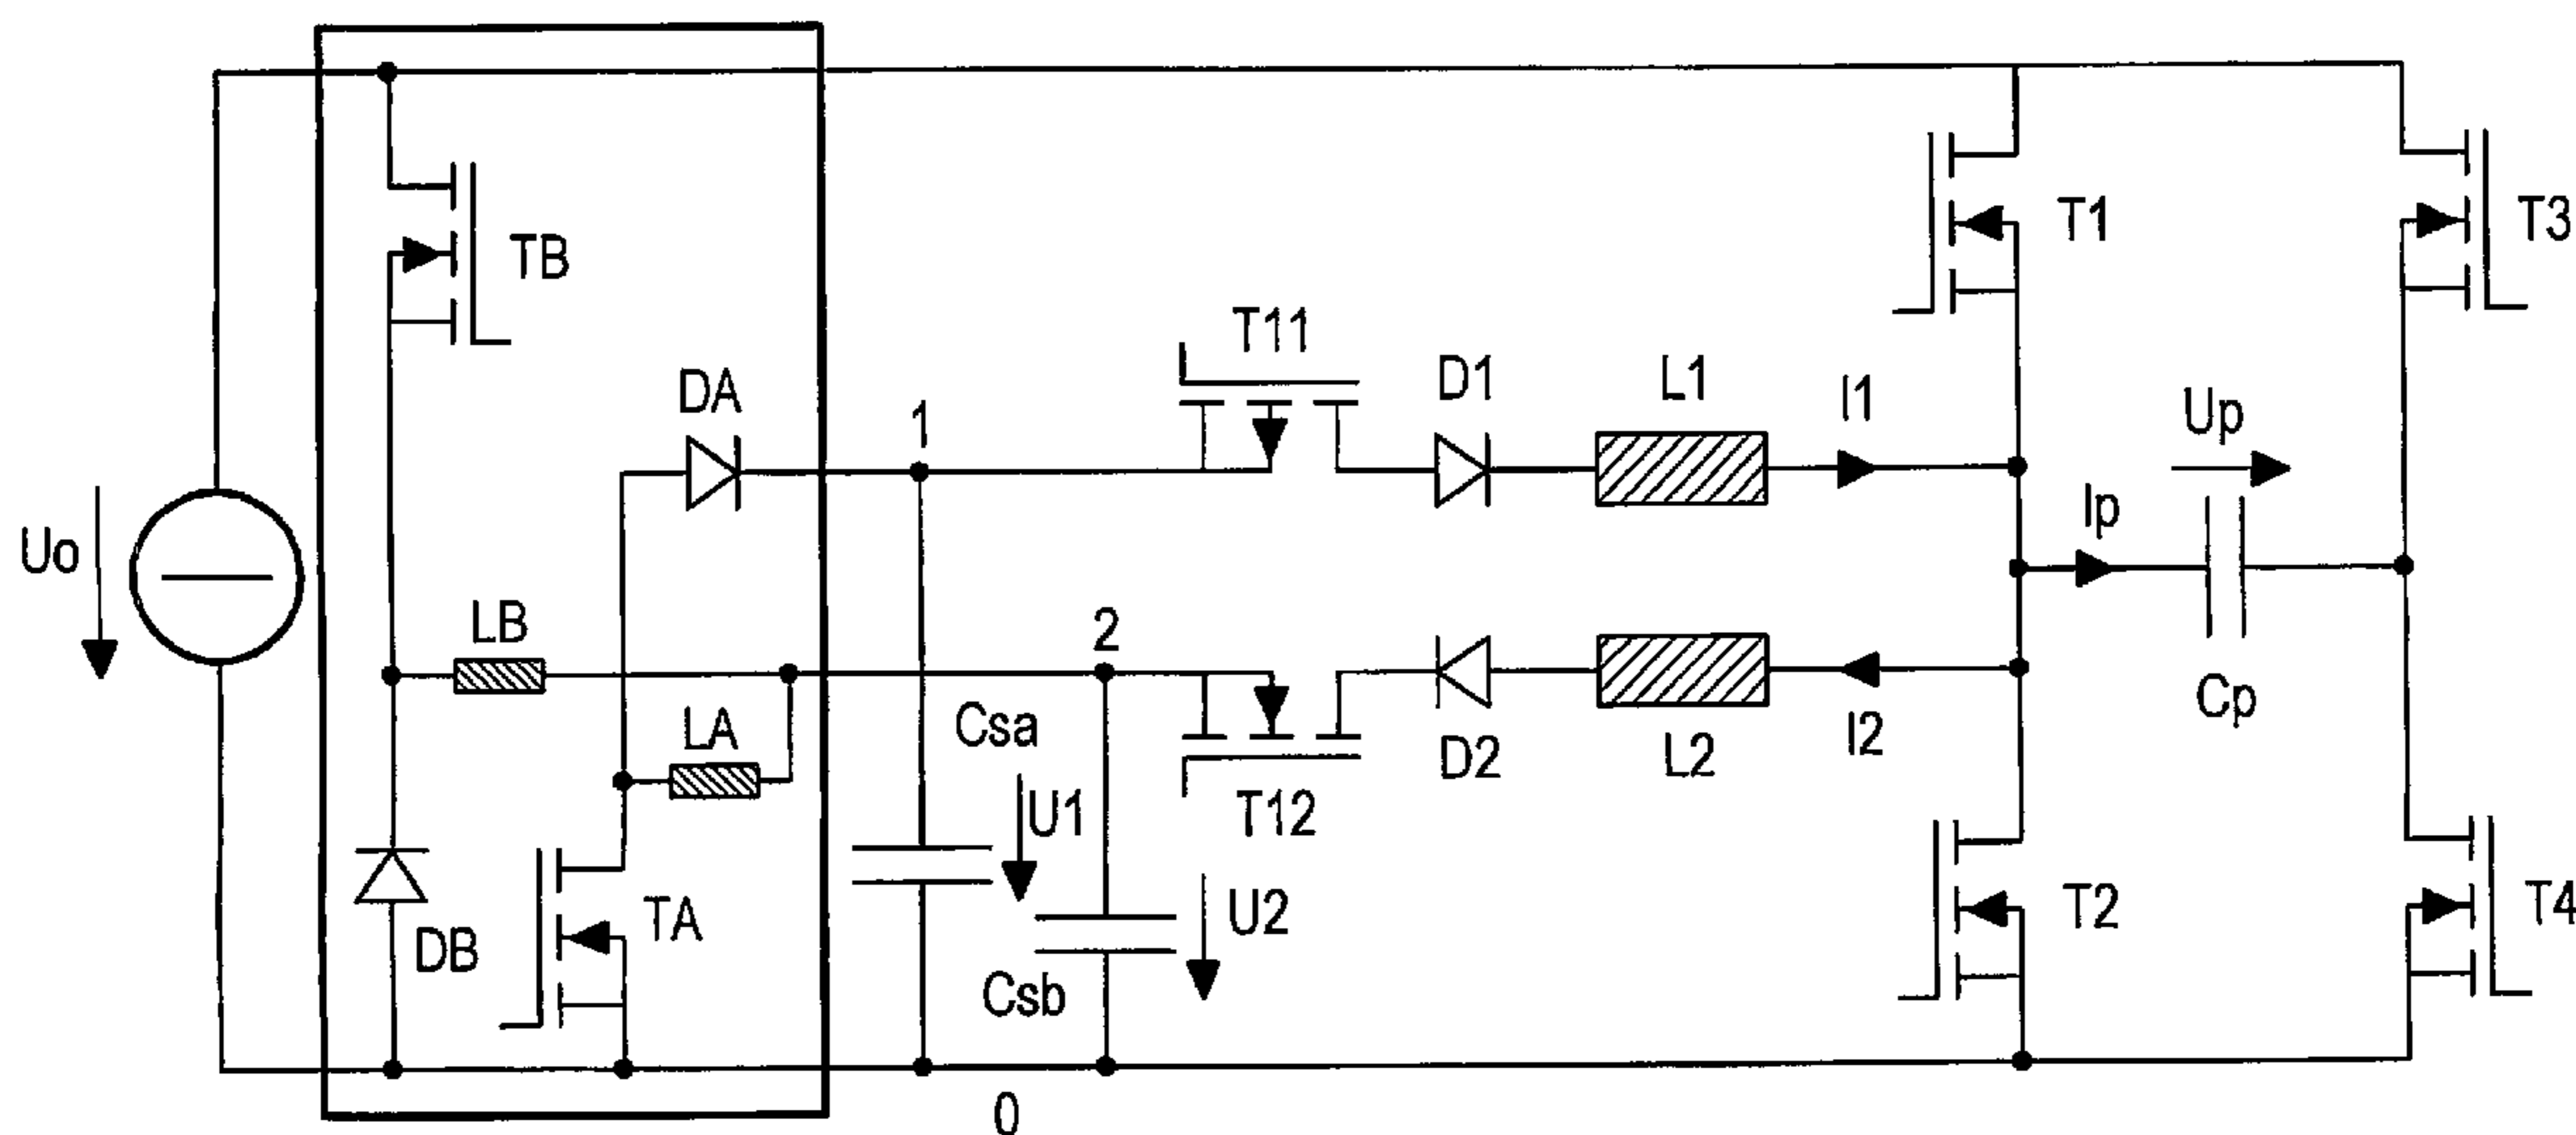 TB
T1
T3
T11
DA
D1
L1
I1
Up
1
Uo
Ip
LB
2
LA
Csa
Cp
T12
D2
L2
I2
U1
U2
TA
T2
T4
DB
Csb
0